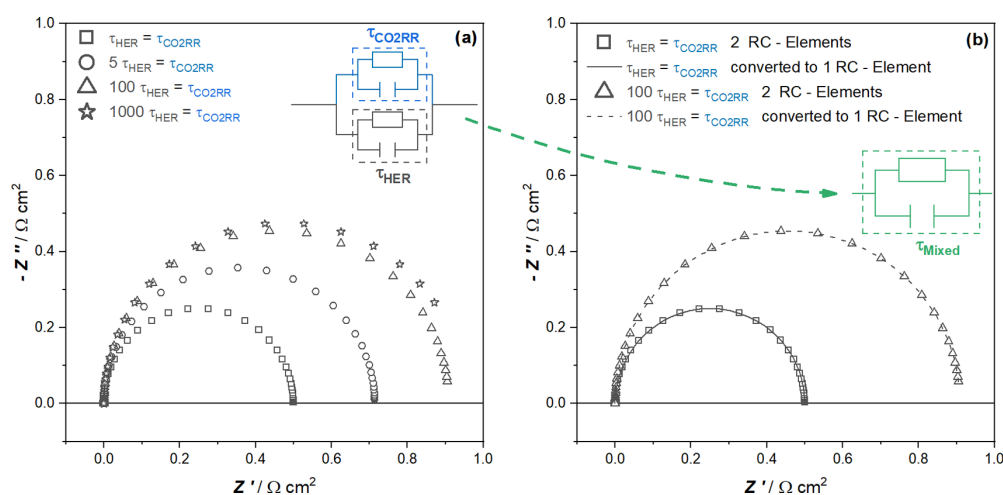 (a)
τHER = τCO2RR
5 τHER = τCO2RR
100 τHER = τCO2RR
1000 τHER = τCO2RR
τCO2RR
τHER
- Z '' / Ω cm²
1.0
0.8
0.6
0.4
0.2
0.0
0.0 0.2 0.4 0.6 0.8 1.0
Z ' / Ω cm²
(b)
τHER = τCO2RR 2 RC - Elements
τHER = τCO2RR converted to 1 RC - Element
100 τHER = τCO2RR 2 RC - Elements
100 τHER = τCO2RR converted to 1 RC - Element
τMixed
- Z '' / Ω cm²
1.0
0.8
0.6
0.4
0.2
0.0
0.0 0.2 0.4 0.6 0.8 1.0
Z ' / Ω cm²